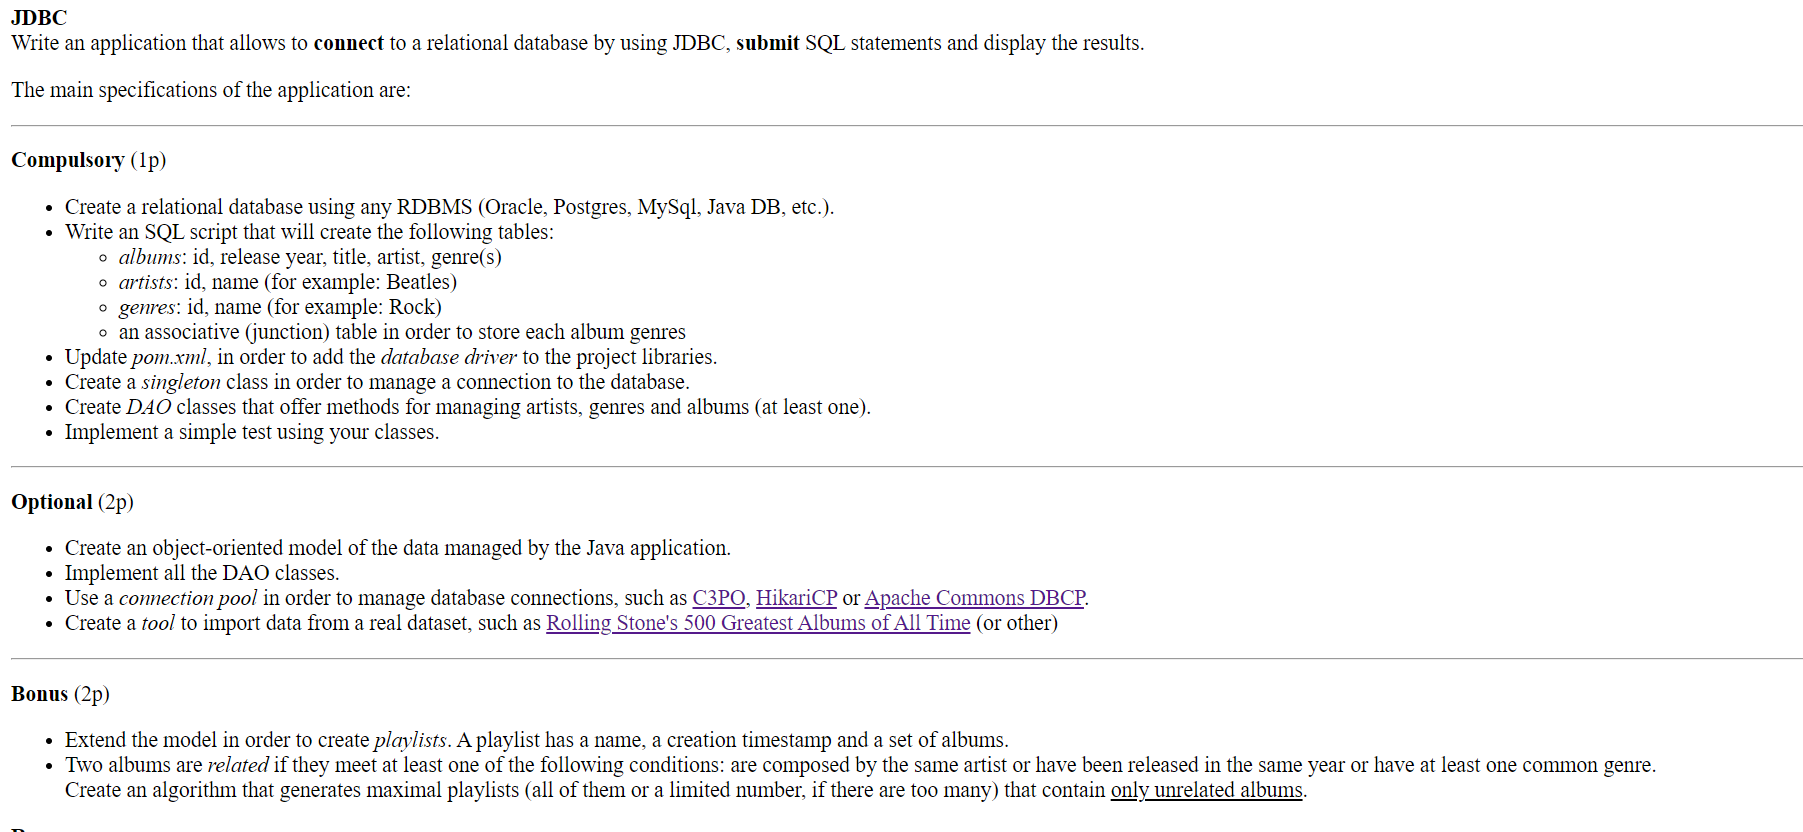 JDBC
Write an application that allows to connect to a relational database by using JDBC, submit SQL statements and display the results.
The main specifications of the application are:
Compulsory (1p)
• Create a relational database using any RDBMS (Oracle, Postgres, MySql, Java DB, etc.).
• Write an SQL script that will create the following tables:
◦ albums: id, release year, title, artist, genre(s)
◦ artists: id, name (for example: Beatles)
◦ genres: id, name (for example: Rock)
◦ an associative (junction) table in order to store each album genres
• Update pom.xml, in order to add the database driver to the project libraries.
• Create a singleton class in order to manage a connection to the database.
• Create DAO classes that offer methods for managing artists, genres and albums (at least one).
• Implement a simple test using your classes.
Optional (2p)
• Create an object-oriented model of the data managed by the Java application.
• Implement all the DAO classes.
• Use a connection pool in order to manage database connections, such as C3PO, HikariCP or Apache Commons DBCP.
• Create a tool to import data from a real dataset, such as Rolling Stone's 500 Greatest Albums of All Time (or other)
Bonus (2p)
• Extend the model in order to create playlists. A playlist has a name, a creation timestamp and a set of albums.
• Two albums are related if they meet at least one of the following conditions: are composed by the same artist or have been released in the same year or have at least one common genre.
Create an algorithm that generates maximal playlists (all of them or a limited number, if there are too many) that contain only unrelated albums.